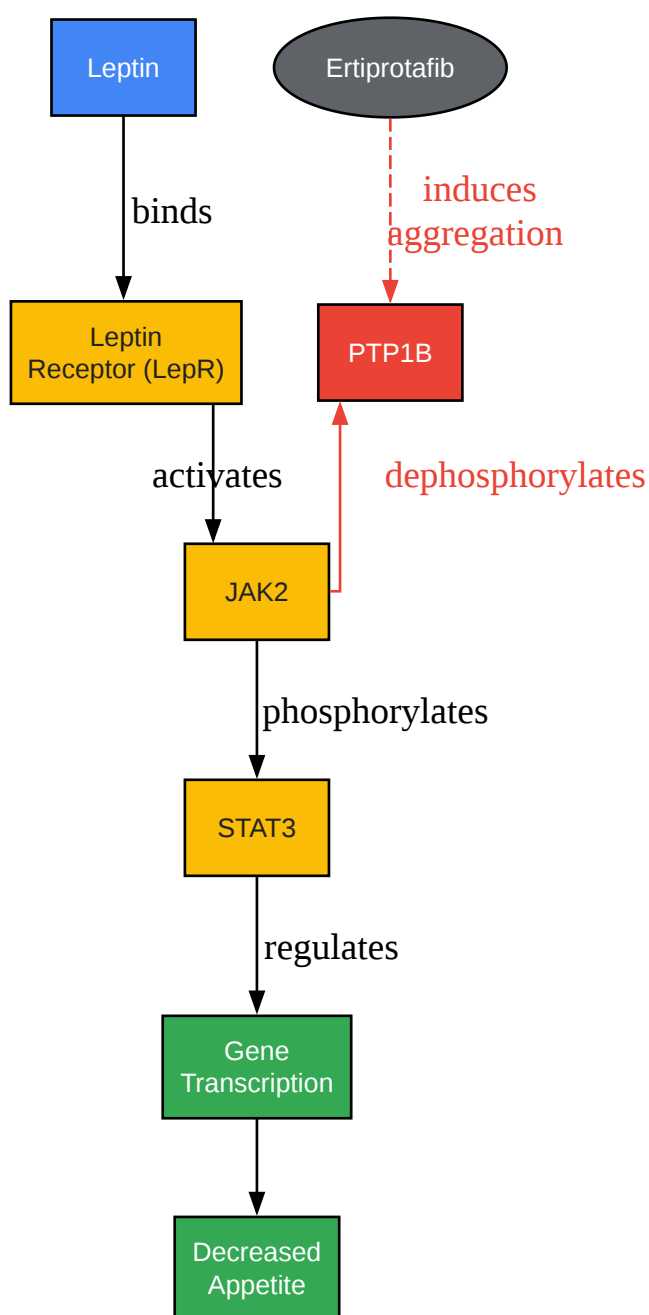 Leptin
Ertiprotafib
binds
induces
aggregation
Leptin
Receptor (LepR)
PTP1B
activates
dephosphorylates
JAK2
phosphorylates
STAT3
regulates
Gene
Transcription
Decreased
Appetite